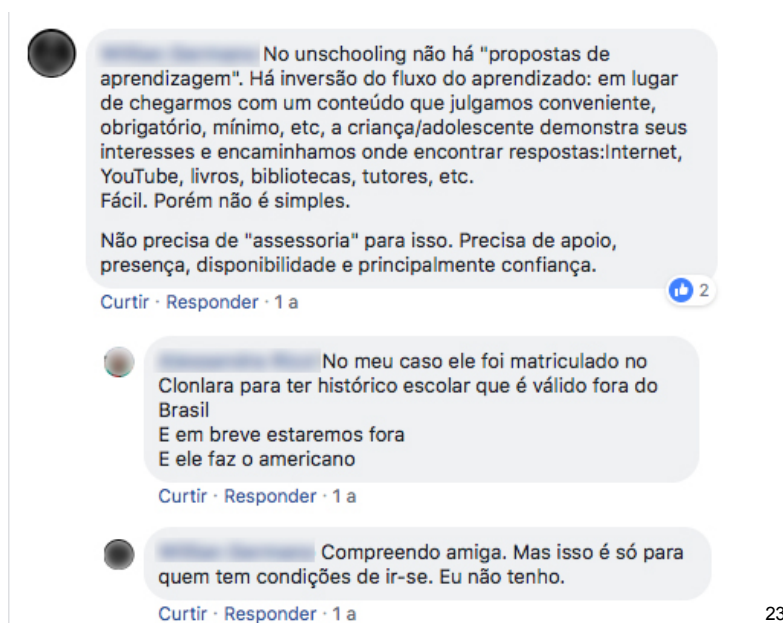 No unschooling não há "propostas de
aprendizagem". Há inversão do fluxo do aprendizado: em lugar
de chegarmos com um conteúdo que julgamos conveniente,
obrigatório, mínimo, etc, a criança/adolescente demonstra seus
interesses e encaminhamos onde encontrar respostas:Internet,
YouTube, livros, bibliotecas, tutores, etc.
Fácil. Porém não é simples.
Não precisa de "assessoria" para isso. Precisa de apoio,
presença, disponibilidade e principalmente confiança.
2
Curtir · Responder · 1 a
No meu caso ele foi matriculado no
Clonlara para ter histórico escolar que é válido fora do
Brasil
E em breve estaremos fora
E ele faz o americano
Curtir · Responder · 1 a
Compreendo amiga. Mas isso é só para
quem tem condições de ir-se. Eu não tenho.
Curtir · Responder · 1 a
23